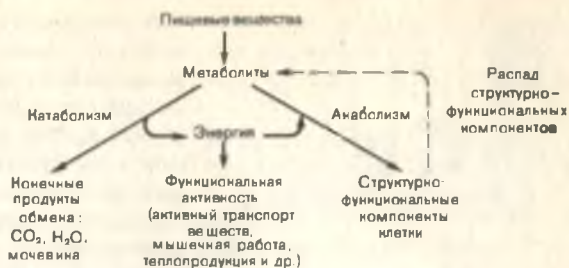 Пищевые вещества
Метаболиты
Распад
структурно-
функциональных
компонентов
Катаболизм
Анаболизм
Энергия
Конечные
продукты
обмена:
CO₂, H₂O,
мочевина
Функциональная
активность
(активный транспорт
веществ,
мышечная работа,
теплопродукция и др.)
Структурно-
функциональные
компоненты
клетки